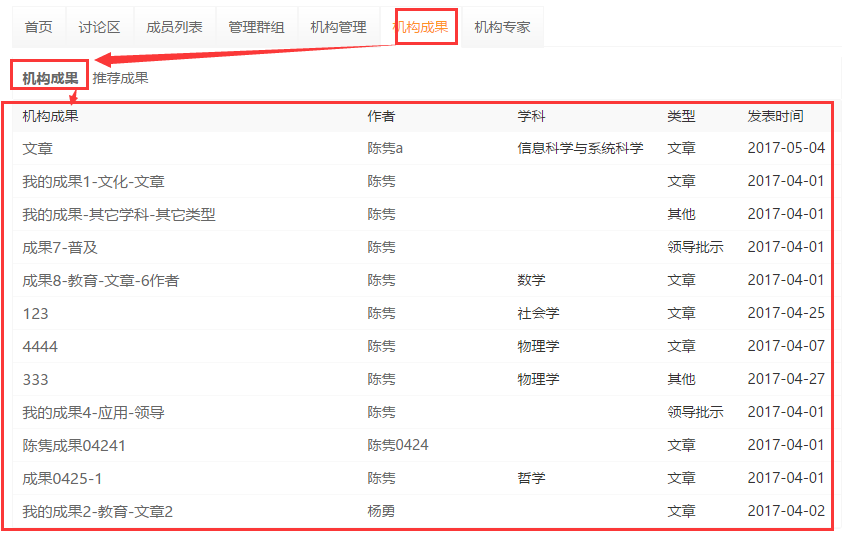 首页 讨论区 成员列表 管理群组 机构管理 机构成果 机构专家
机构成果 推荐成果
机构成果 作者 学科 类型 发表时间
文章 陈隽a 信息科学与系统科学 文章 2017-05-04
我的成果1-文化-文章 陈隽 文章 2017-04-01
我的成果-其它学科-其它类型 陈隽 其他 2017-04-01
成果7-普及 陈隽 领导批示 2017-04-01
成果8-教育-文章-6作者 陈隽 数学 文章 2017-04-01
123 陈隽 社会学 文章 2017-04-25
4444 陈隽 物理学 文章 2017-04-07
333 陈隽 物理学 其他 2017-04-27
我的成果4-应用-领导 陈隽 领导批示 2017-04-01
陈隽成果04241 陈隽0424 文章 2017-04-01
成果0425-1 陈隽 哲学 文章 2017-04-01
我的成果2-教育-文章2 杨勇 文章 2017-04-02